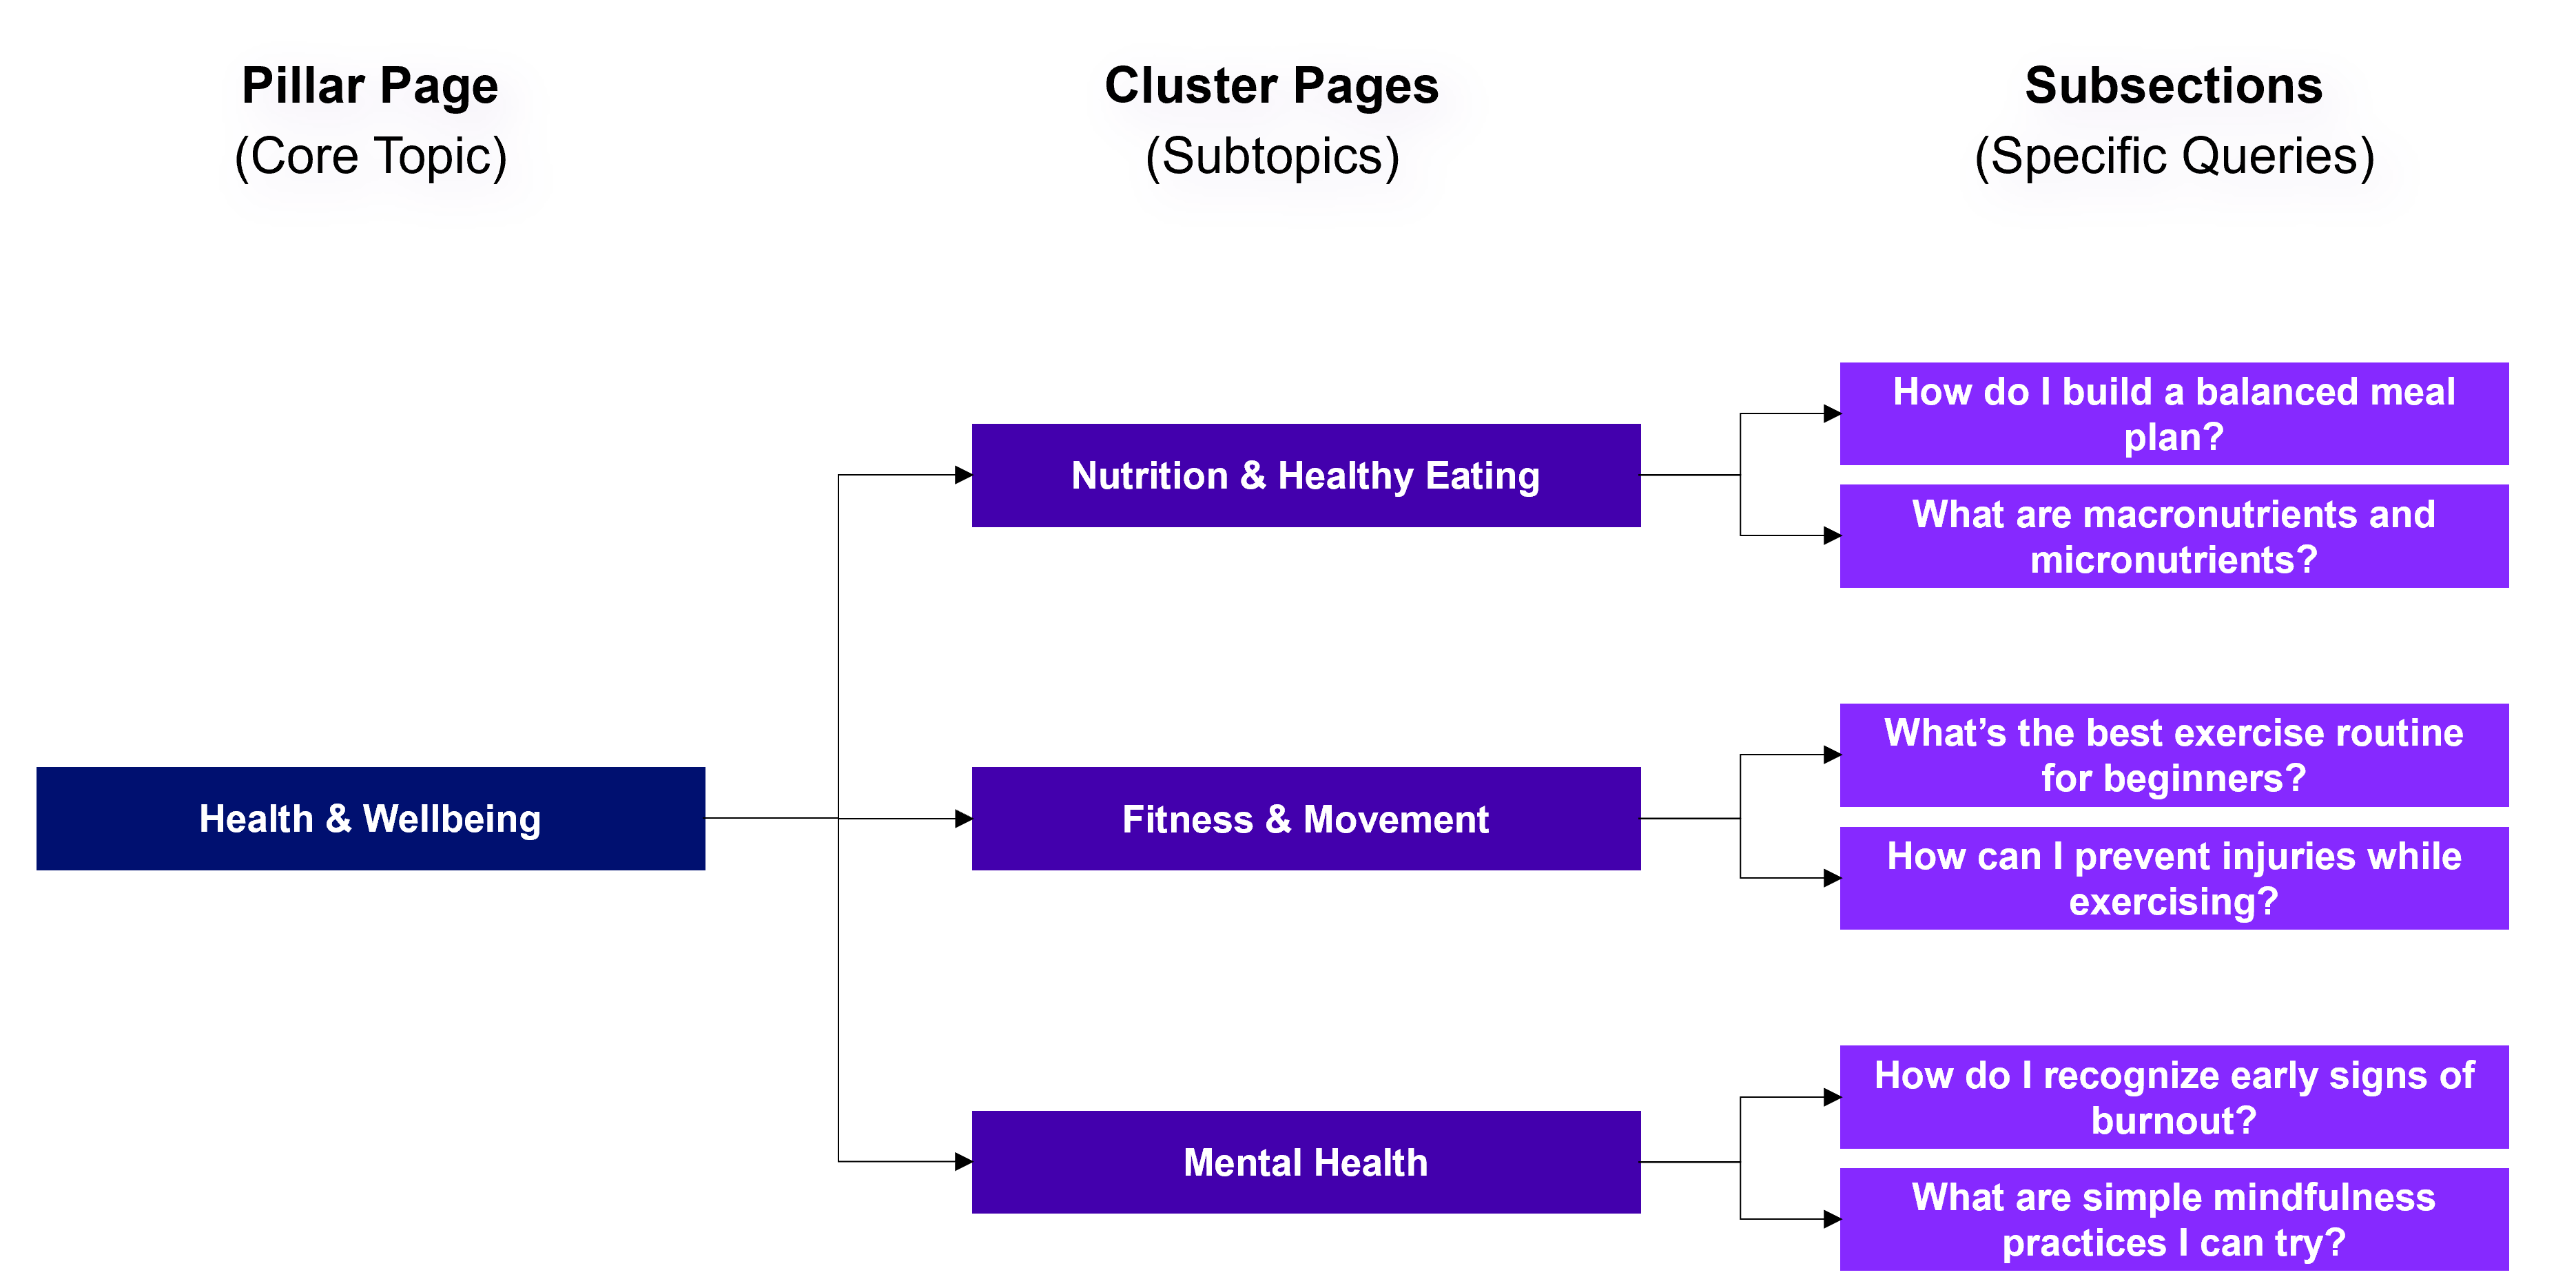 Pillar Page
(Core Topic)
Cluster Pages
(Subtopics)
Subsections
(Specific Queries)
Health & Wellbeing
Nutrition & Healthy Eating
How do I build a balanced meal
plan?
What are macronutrients and
micronutrients?
Fitness & Movement
What’s the best exercise routine
for beginners?
How can I prevent injuries while
exercising?
Mental Health
How do I recognize early signs of
burnout?
What are simple mindfulness
practices I can try?